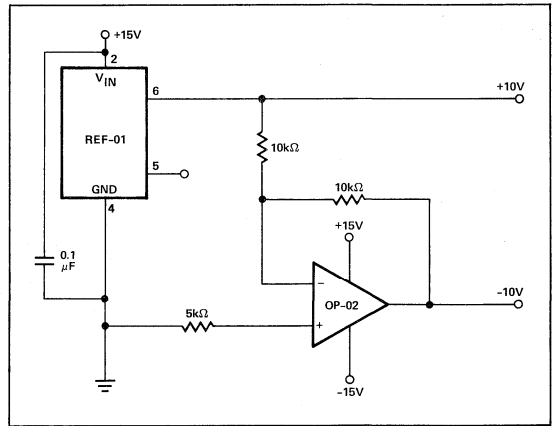 +15V
2
VIN
6
+10V
REF-01
10kΩ
5
10kΩ
GND
4
+15V
0.1
μF
−
OP-02
-10V
5kΩ
+
-15V